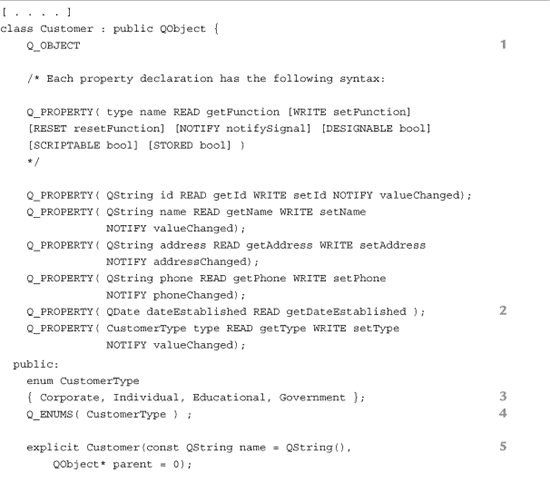 [ . . . . ]
class Customer : public QObject {
Q_OBJECT 1
/* Each property declaration has the following syntax:
Q_PROPERTY( type name READ getFunction [WRITE setFunction]
[RESET resetFunction] [NOTIFY notifySignal] [DESIGNABLE bool]
[SCRIPTABLE bool] [STORED bool] )
*/
Q_PROPERTY( QString id READ getId WRITE setId NOTIFY valueChanged);
Q_PROPERTY( QString name READ getName WRITE setName
NOTIFY valueChanged);
Q_PROPERTY( QString address READ getAddress WRITE setAddress
NOTIFY addressChanged);
Q_PROPERTY( QString phone READ getPhone WRITE setPhone
NOTIFY phoneChanged);
Q_PROPERTY( QDate dateEstablished READ getDateEstablished ); 2
Q_PROPERTY( CustomerType type READ getType WRITE setType
NOTIFY valueChanged);
public:
enum CustomerType
{ Corporate, Individual, Educational, Government }; 3
Q_ENUMS( CustomerType ) ; 4
explicit Customer(const QString name = QString(), 5
QObject* parent = 0);